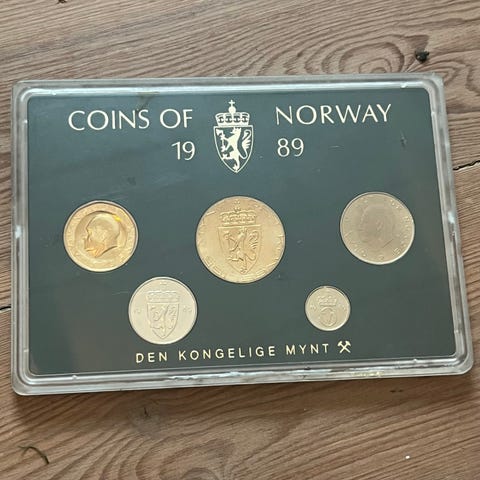 COINS OF NORWAY
19 89
DEN KONGELIGE MYNT